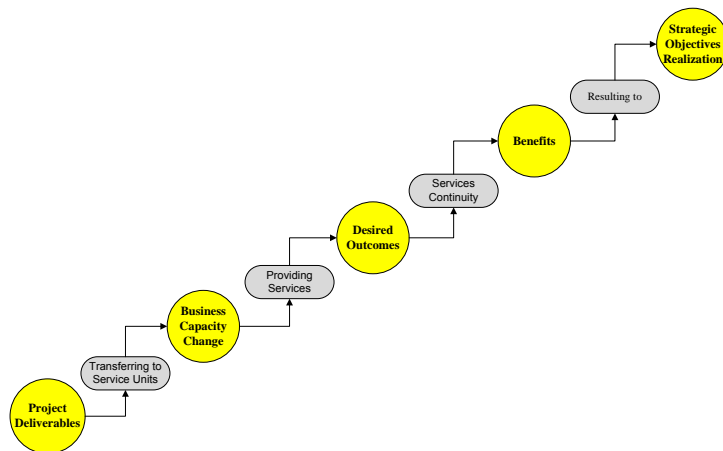 Strategic
Objectives
Realization
Resulting to
Benefits
Services
Continuity
Desired
Outcomes
Providing
Services
Business
Capacity
Change
Transferring to
Service Units
Project
Deliverables